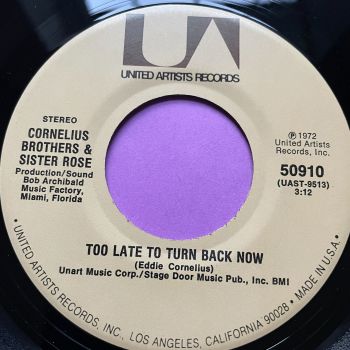 UA
UNITED ARTISTS RECORDS
STEREO
CORNELIUS
BROTHERS &
SISTER ROSE
Production/Sound
Bob Archibald
Music Factory,
Miami, Florida
℗ 1972
United Artists
Records, Inc.
50910
(UAST-9513)
3:12
TOO LATE TO TURN BACK NOW
(Eddie Cornelius)
Unart Music Corp./Stage Door Music Pub., Inc. BMI
UNITED ARTISTS RECORDS, INC., LOS ANGELES, CALIFORNIA 90028 • MADE IN U.S.A.